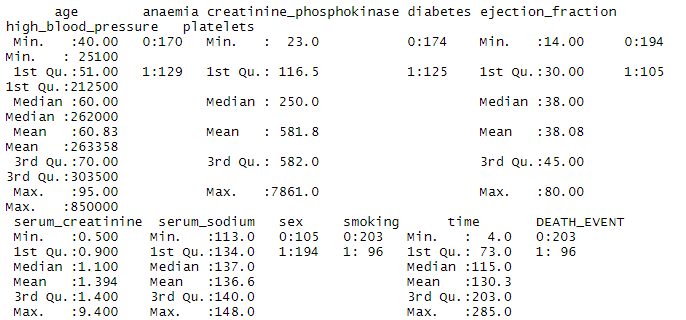 age        anaemia creatinine_phosphokinase diabetes ejection_fraction
high_blood_pressure   platelets
 Min.   :40.00   0:170   Min.   :  23.0           0:174    Min.   :14.00     0:194
Min.   : 25100
 1st Qu.:51.00   1:129   1st Qu.: 116.5           1:125    1st Qu.:30.00     1:105
1st Qu.:212500
 Median :60.00           Median : 250.0                    Median :38.00
Median :262000
 Mean   :60.83           Mean   : 581.8                    Mean   :38.08
Mean   :263358
 3rd Qu.:70.00           3rd Qu.: 582.0                    3rd Qu.:45.00
3rd Qu.:303500
 Max.   :95.00           Max.   :7861.0                    Max.   :80.00
Max.   :850000
 serum_creatinine  serum_sodium   sex     smoking      time       DEATH_EVENT
 Min.   :0.500    Min.   :113.0   0:105   0:203   Min.   :  4.0   0:203
 1st Qu.:0.900    1st Qu.:134.0   1:194   1: 96   1st Qu.: 73.0   1: 96
 Median :1.100    Median :137.0                   Median :115.0
 Mean   :1.394    Mean   :136.6                   Mean   :130.3
 3rd Qu.:1.400    3rd Qu.:140.0                   3rd Qu.:203.0
 Max.   :9.400    Max.   :148.0                   Max.   :285.0